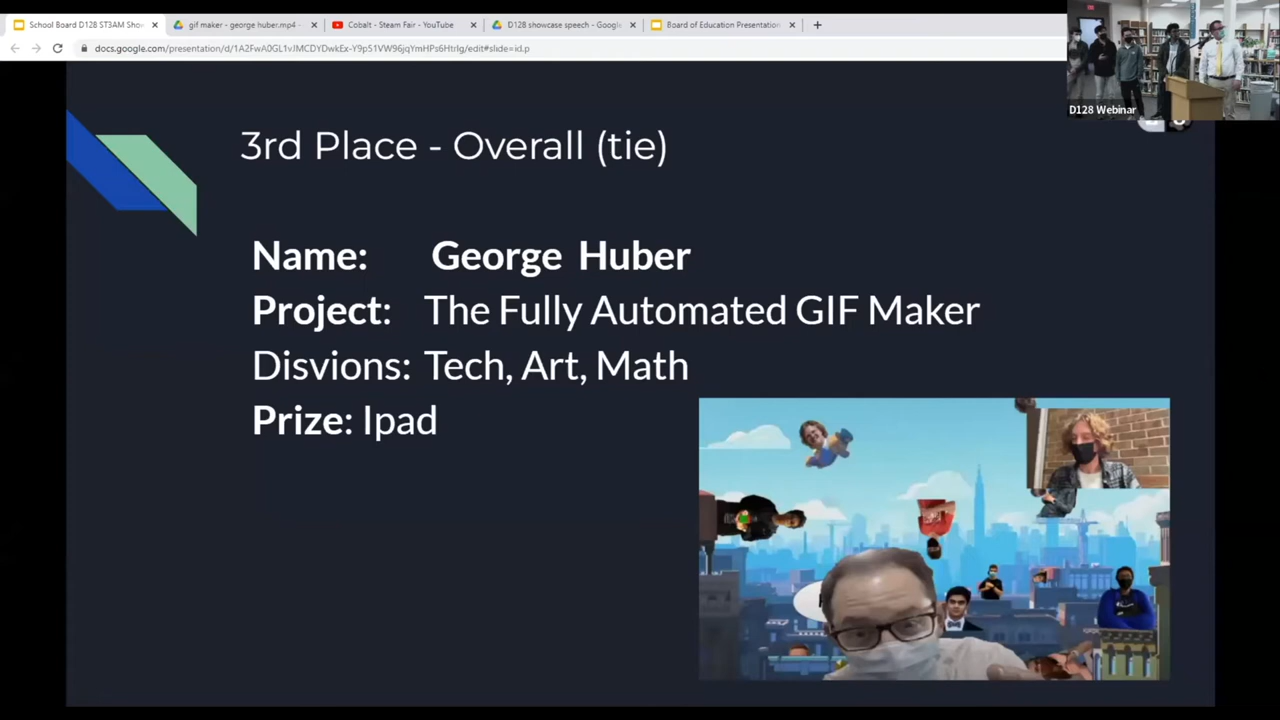 School Board D128 ST3AM Sho
gif maker - george huber.mp4 -
Cobalt - Steam Fair - YouTube
D128 showcase speech - Google
Board of Education Presentation
docs.google.com/presentation/d/1A2FwA0GL1vJMCDYDwkEx-Y9p51VW96jqYmHPs6HtrIg/edit#slide=id.p
D128 Webinar
3rd Place - Overall (tie)
Name: George Huber
Project: The Fully Automated GIF Maker
Disvions: Tech, Art, Math
Prize: Ipad